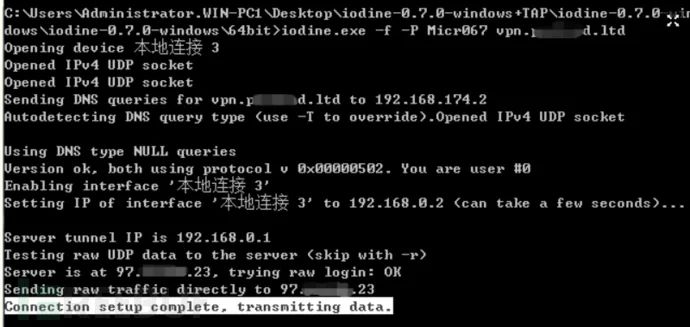 C:\Users\Administrator.WIN-PC1\Desktop\iodine-0.7.0-windows+TAP\iodine-0.7.0-win
dows\iodine-0.7.0-windows\64bit>iodine.exe -f -P Micr067 vpn.p d.ltd
Opening device 本地连接 3
Opened IPv4 UDP socket
Opened IPv4 UDP socket
Sending DNS queries for vpn.p d.ltd to 192.168.174.2
Autodetecting DNS query type (use -T to override).Opened IPv4 UDP socket
Using DNS type NULL queries
Version ok, both using protocol v 0x00000502. You are user #0
Enabling interface '本地连接 3'
Setting IP of interface '本地连接 3' to 192.168.0.2 (can take a few seconds)...
Server tunnel IP is 192.168.0.1
Testing raw UDP data to the server (skip with -r)
Server is at 97. .23, trying raw login: OK
Sending raw traffic directly to 97. .23
Connection setup complete, transmitting data.